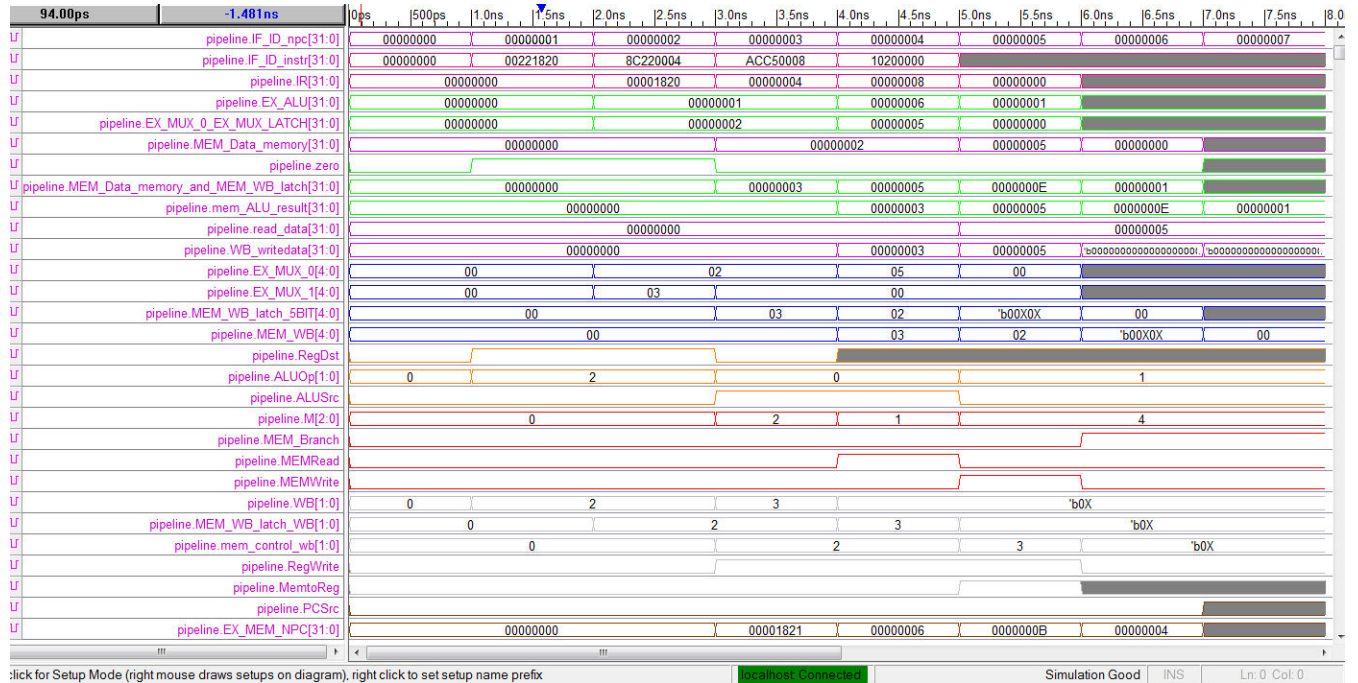 94.00ps -1.481ns 0ps 500ps 1.0ns 1.5ns 2.0ns 2.5ns 3.0ns 3.5ns 4.0ns 4.5ns 5.0ns 5.5ns 6.0ns 6.5ns 7.0ns 7.5ns 8.0
pipeline.IF_ID_npc[31:0] 00000000 00000001 00000002 00000003 00000004 00000005 00000006 00000007
pipeline.IF_ID_instr[31:0] 00000000 00221820 8C220004 ACC50008 10200000
pipeline.IR[31:0] 00000000 00001820 00000004 00000008 00000000
pipeline.EX_ALU[31:0] 00000000 00000001 00000006 00000001
pipeline.EX_MUX_0_EX_MUX_LATCH[31:0] 00000000 00000002 00000005 00000000
pipeline.MEM_Data_memory[31:0] 00000000 00000002 00000005 00000000
pipeline.zero
pipeline.MEM_Data_memory_and_MEM_WB_latch[31:0] 00000000 00000003 00000005 0000000E 00000001
pipeline.mem_ALU_result[31:0] 00000000 00000003 00000005 0000000E 00000001
pipeline.read_data[31:0] 00000000 00000005
pipeline.WB_writedata[31:0] 00000000 00000003 00000005
pipeline.EX_MUX_0[4:0] 00 02 05 00
pipeline.EX_MUX_1[4:0] 00 03 00
pipeline.MEM_WB_latch_5BIT[4:0] 00 03 02 'b00X0X 00
pipeline.MEM_WB[4:0] 00 03 02 'b00X0X 00
pipeline.RegDst
pipeline.ALUOp[1:0] 0 2 0 1
pipeline.ALUSrc
pipeline.M[2:0] 0 2 1 4
pipeline.MEM_Branch
pipeline.MEMRead
pipeline.MEMWrite
pipeline.WB[1:0] 0 2 3 'b0X
pipeline.MEM_WB_latch_WB[1:0] 0 2 3 'b0X
pipeline.mem_control_wb[1:0] 0 2 3 'b0X
pipeline.RegWrite
pipeline.MemtoReg
pipeline.PCSrc
pipeline.EX_MEM_NPC[31:0] 00000000 00001821 00000006 0000000B 00000004
click for Setup Mode (right mouse draws setups on diagram), right click to set setup name prefix localhost: Connected Simulation Good INS Ln: 0 Col: 0